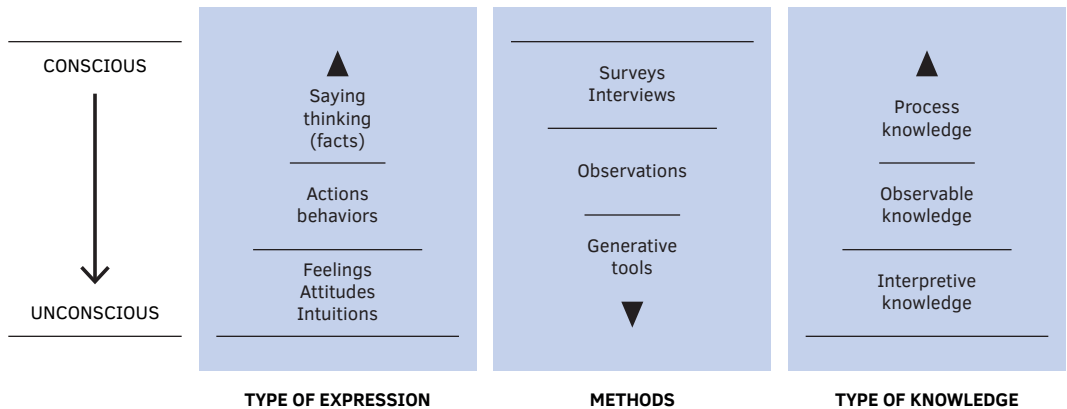 CONSCIOUS
UNCONSCIOUS
Saying
thinking
(facts)
Actions
behaviors
Feelings
Attitudes
Intuitions
TYPE OF EXPRESSION
Surveys
Interviews
Observations
Generative
tools
METHODS
Process
knowledge
Observable
knowledge
Interpretive
knowledge
TYPE OF KNOWLEDGE